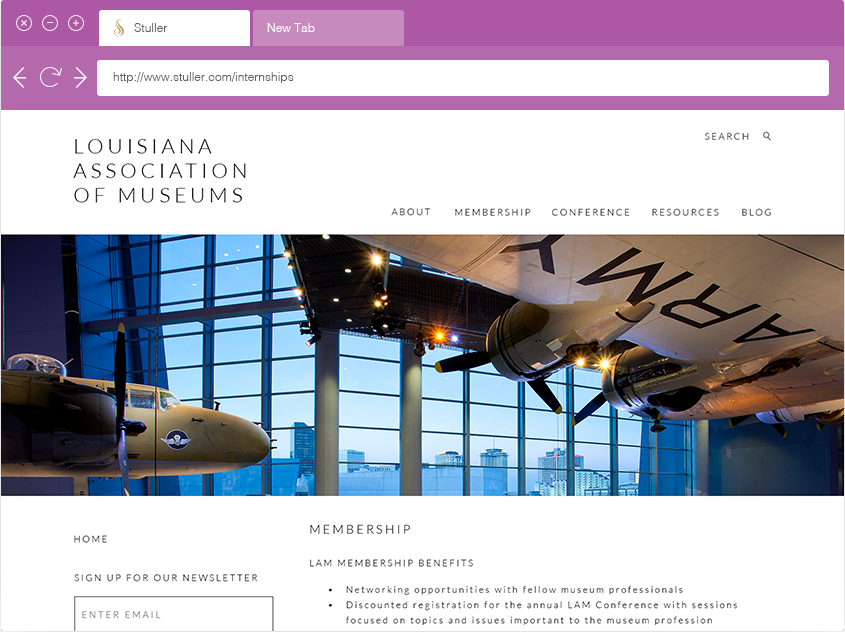 Stuller
New Tab
http://www.stuller.com/internships
LOUISIANA
ASSOCIATION
OF MUSEUMS
SEARCH
ABOUT MEMBERSHIP CONFERENCE RESOURCES BLOG
ARMY
HOME
SIGN UP FOR OUR NEWSLETTER
ENTER EMAIL
MEMBERSHIP
LAM MEMBERSHIP BENEFITS
• Networking opportunities with fellow museum professionals
• Discounted registration for the annual LAM Conference with sessions
focused on topics and issues important to the museum profession